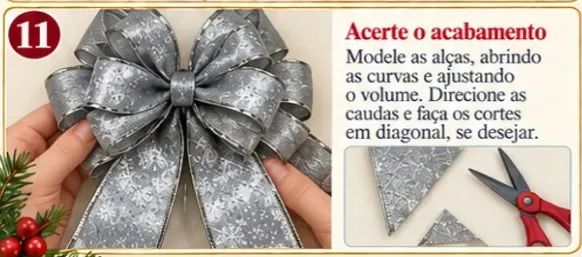 11
Acerte o acabamento
Modele as alças, abrindo
as curvas e ajustando
o volume. Direcione as
caudas e faça os cortes
em diagonal, se desejar.